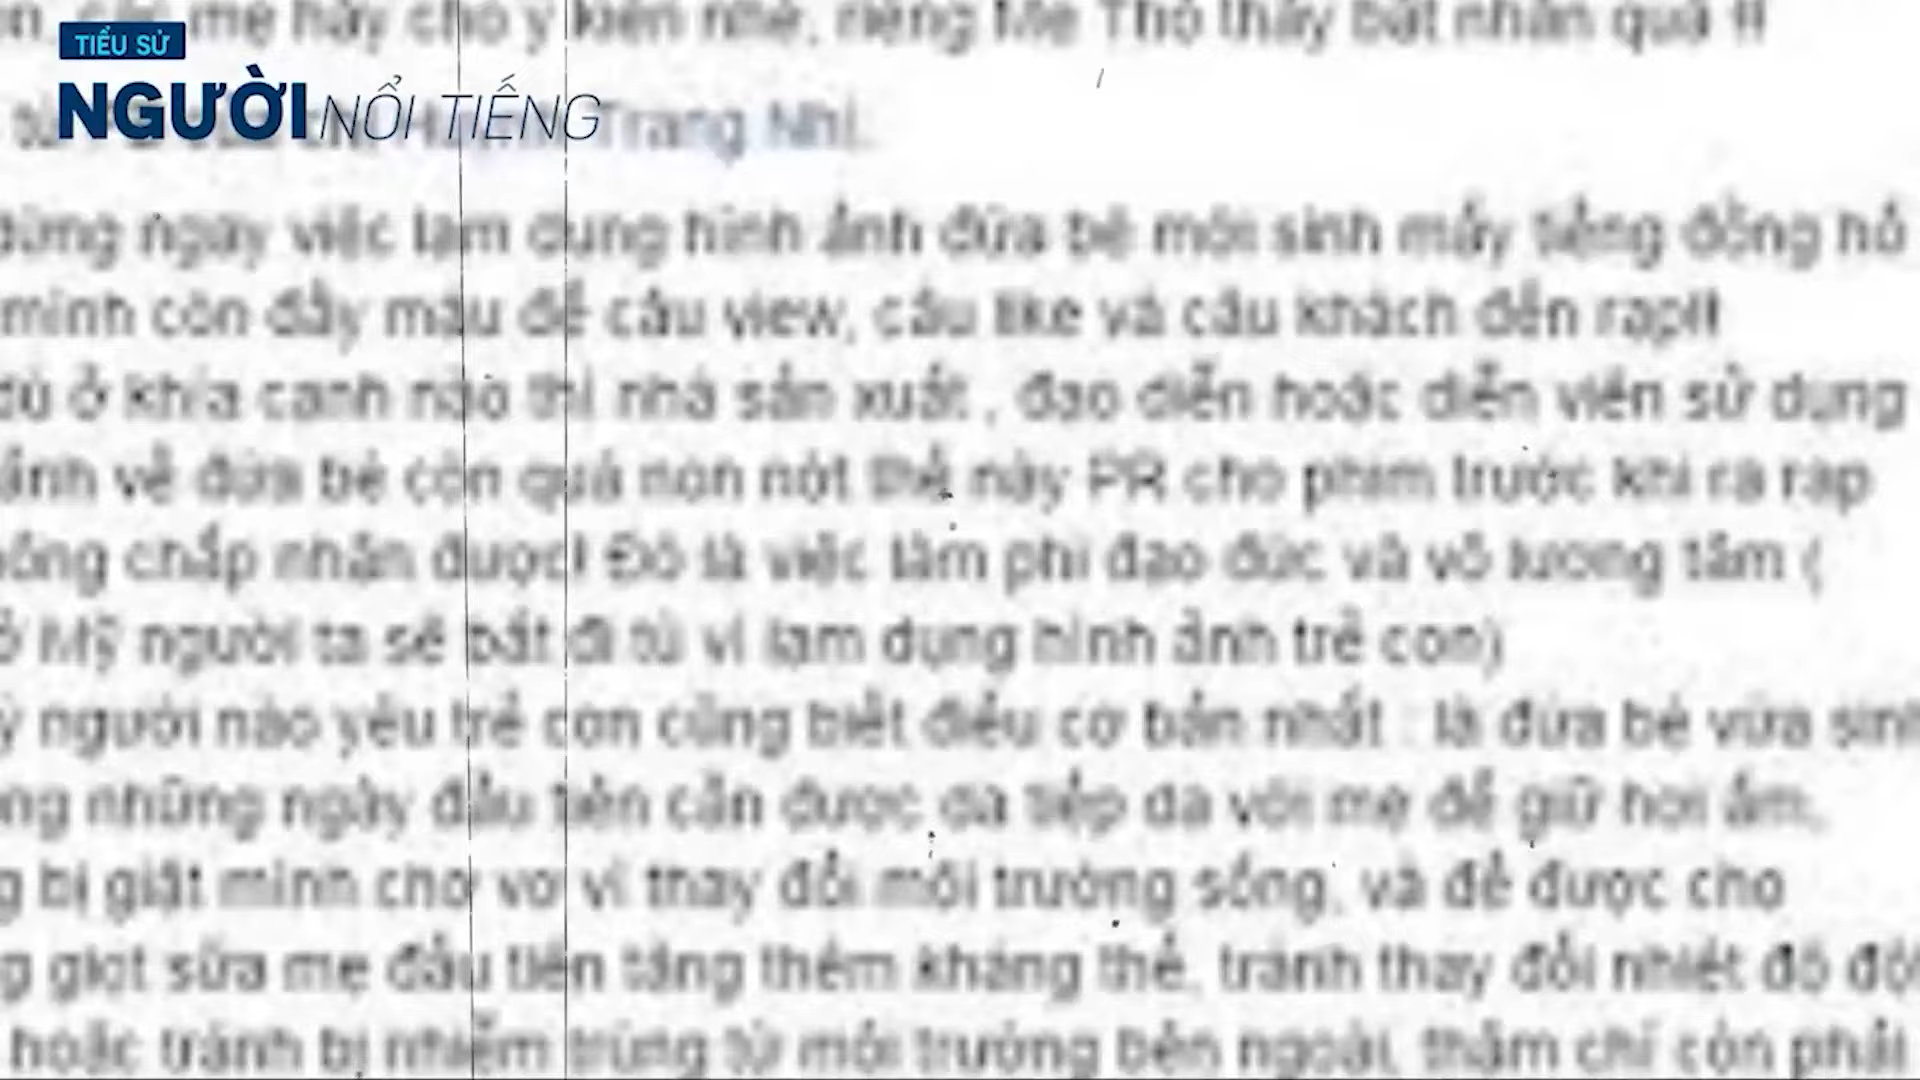 TIỂU SỬ
NGƯỜI NỔI TIẾNG
các mẹ hãy cho ý kiến nhé, riêng Mẹ Thỏ thấy bất nhẫn quá !!!
Trang Nhi.
dừng ngay việc lạm dụng hình ảnh đứa bé mới sinh mấy tiếng đồng hồ
mình còn đầy máu để câu view, câu like và câu khách đến rạp!!
dù ở khía cạnh nào thì nhà sản xuất , đạo diễn hoặc diễn viên sử dụng
ảnh về đứa bé còn quá non nớt thế này PR cho phim trước khi ra rạp
chấp nhận được! Đó là việc làm phi đạo đức và vô lương tâm (
ở Mỹ người ta sẽ bắt đi tù vì lạm dụng hình ảnh trẻ con)
người nào yêu trẻ con cũng biết điều cơ bản nhất : là đứa bé vừa sinh
những ngày đầu tiên cần được da tiếp da với mẹ để giữ hơi ấm,
bị giật mình chơ vơ vì thay đổi môi trường sống, và để được cho
giọt sữa mẹ đầu tiên tăng thêm kháng thể, tránh thay đổi nhiệt độ đột
hoặc tránh bị nhiễm trùng từ môi trường bên ngoài, thậm chí còn phải